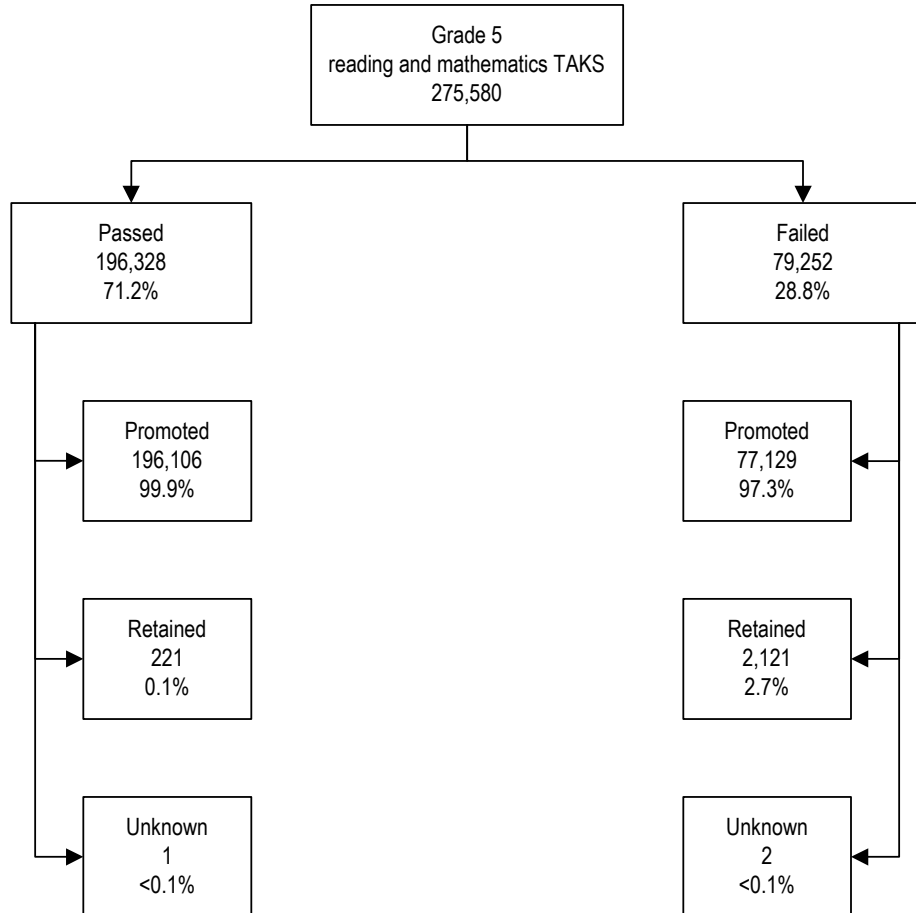 Grade 5
reading and mathematics TAKS
275,580
Passed
196,328
71.2%
Failed
79,252
28.8%
Promoted
196,106
99.9%
Promoted
77,129
97.3%
Retained
221
0.1%
Retained
2,121
2.7%
Unknown
1
<0.1%
Unknown
2
<0.1%